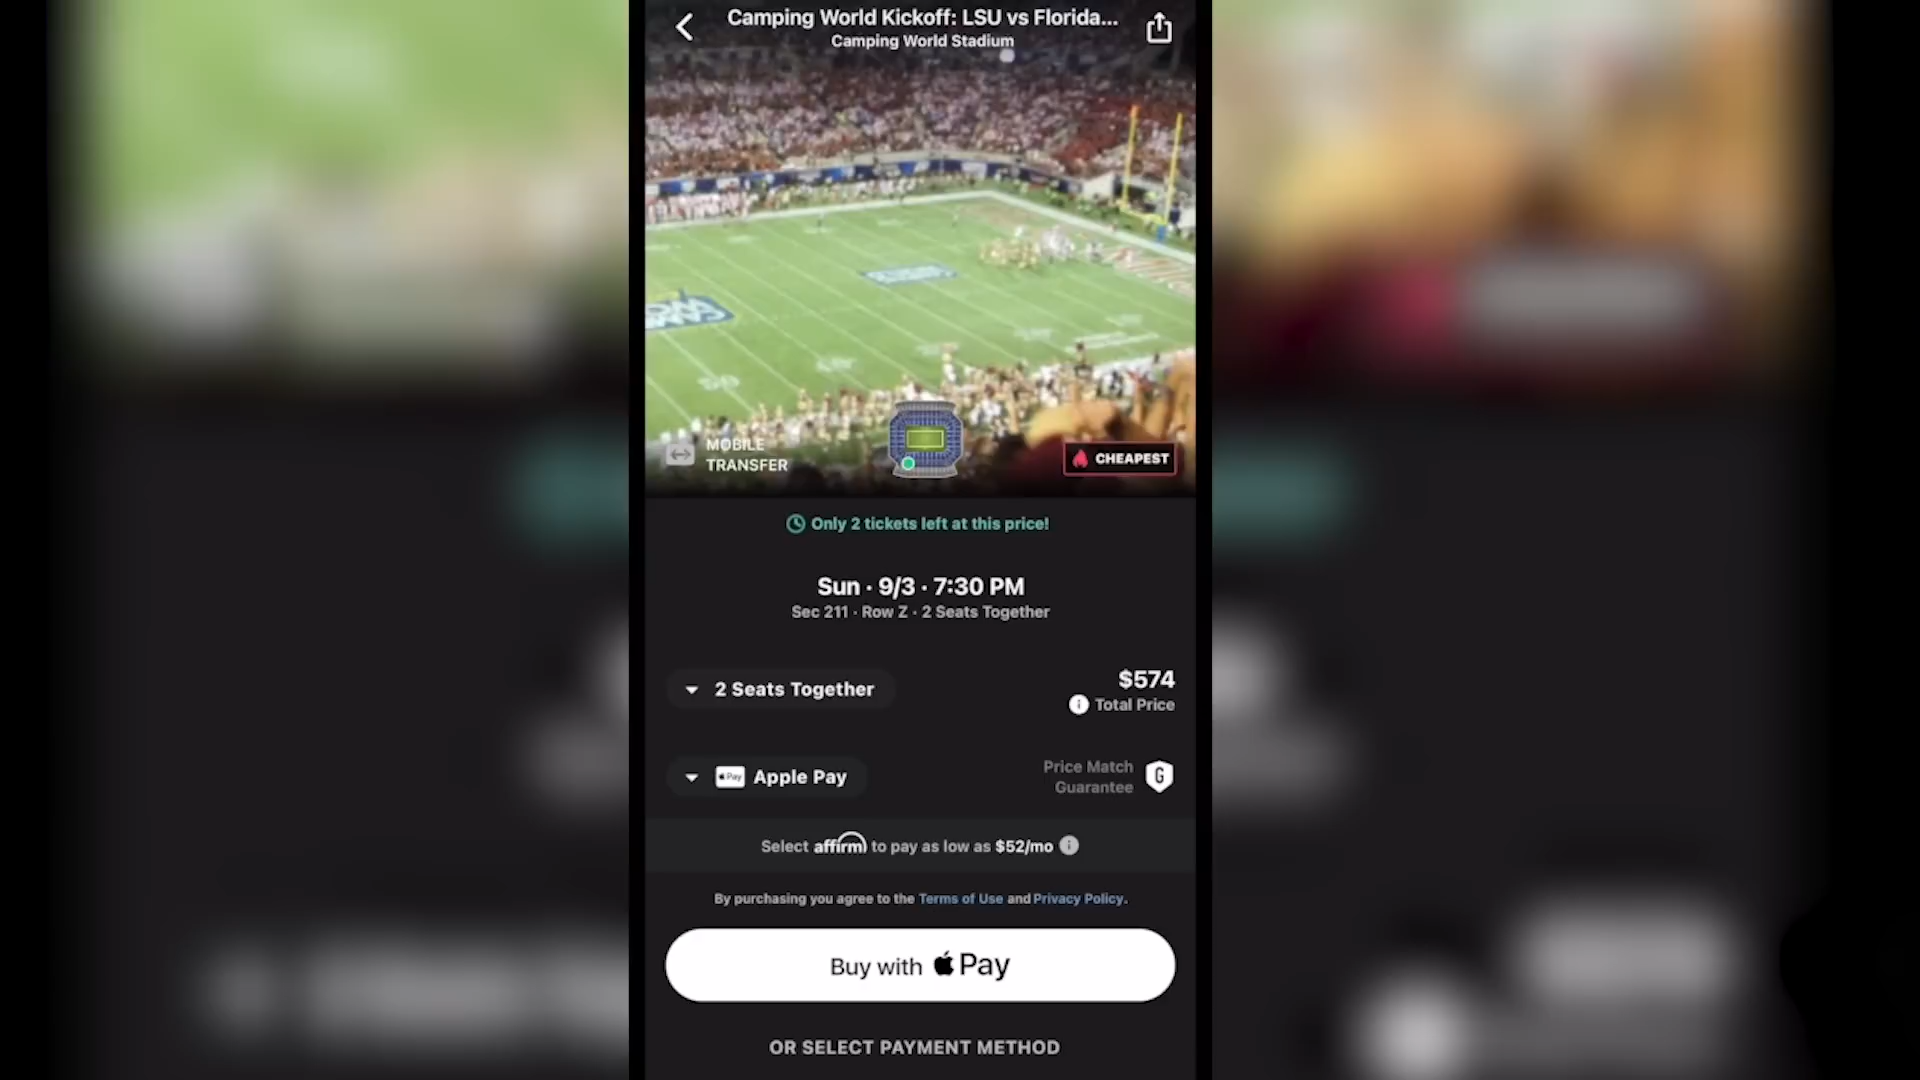 Camping World Kickoff: LSU vs Florida...
Camping World Stadium
MOBILE
TRANSFER
CHEAPEST
Only 2 tickets left at this price!
Sun · 9/3 · 7:30 PM
Sec 211 · Row Z · 2 Seats Together
2 Seats Together
$574
Total Price
Pay Apple Pay
Price Match
Guarantee
G
Select affirm to pay as low as $52/mo
By purchasing you agree to the Terms of Use and Privacy Policy.
Buy with Pay
OR SELECT PAYMENT METHOD